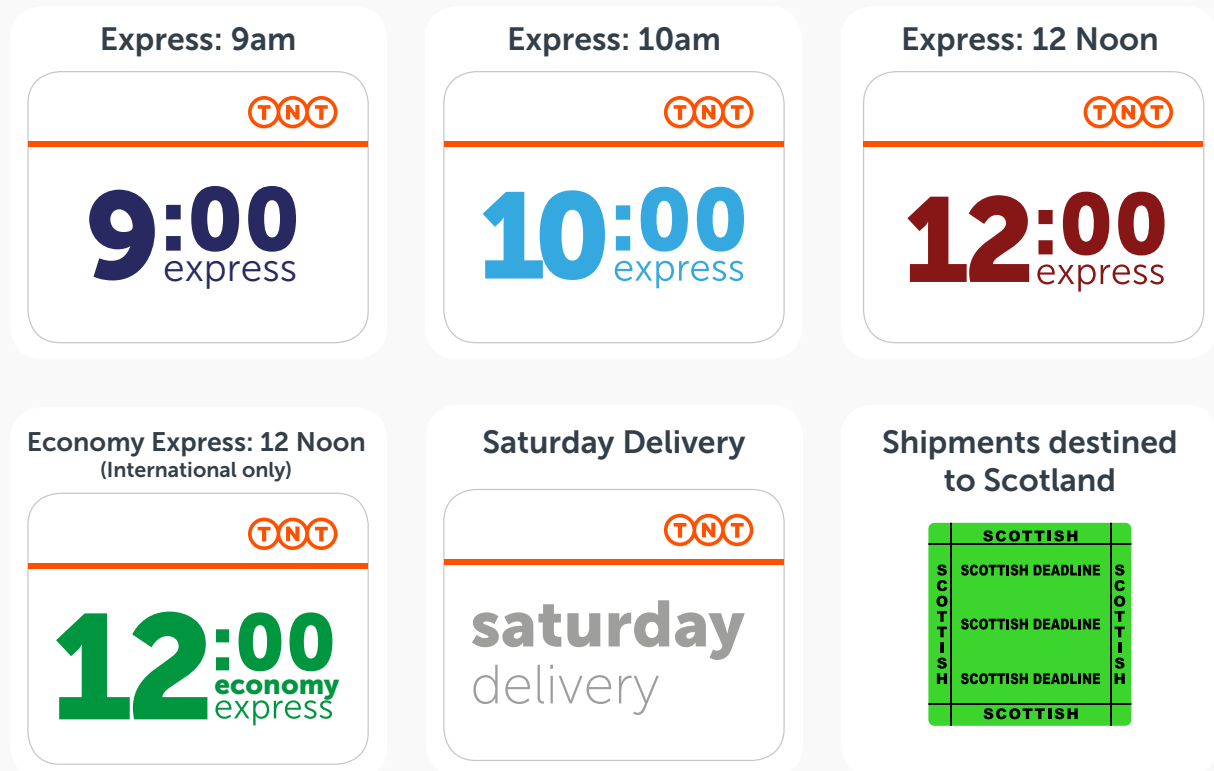 Express: 9am
TNT
9:00
express
Express: 10am
TNT
10:00
express
Express: 12 Noon
TNT
12:00
express
Economy Express: 12 Noon
(International only)
TNT
12:00
economy
express
Saturday Delivery
TNT
saturday
delivery
Shipments destined
to Scotland
SCOTTISH
SCOTTISH
SCOTTISH DEADLINE
SCOTTISH DEADLINE
SCOTTISH DEADLINE
SCOTTISH
SCOTTISH